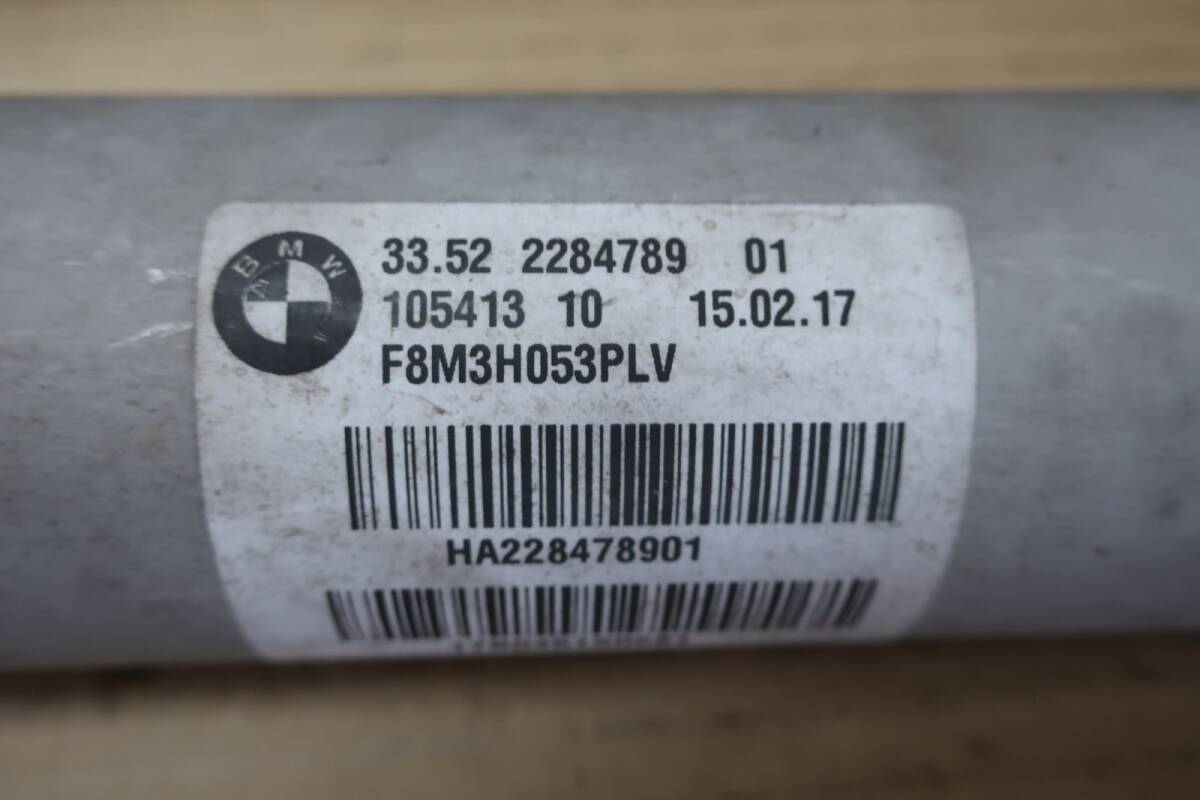 BMW
33.52 2284789 01
105413 10 15.02.17
F8M3H053PLV
HA228478901